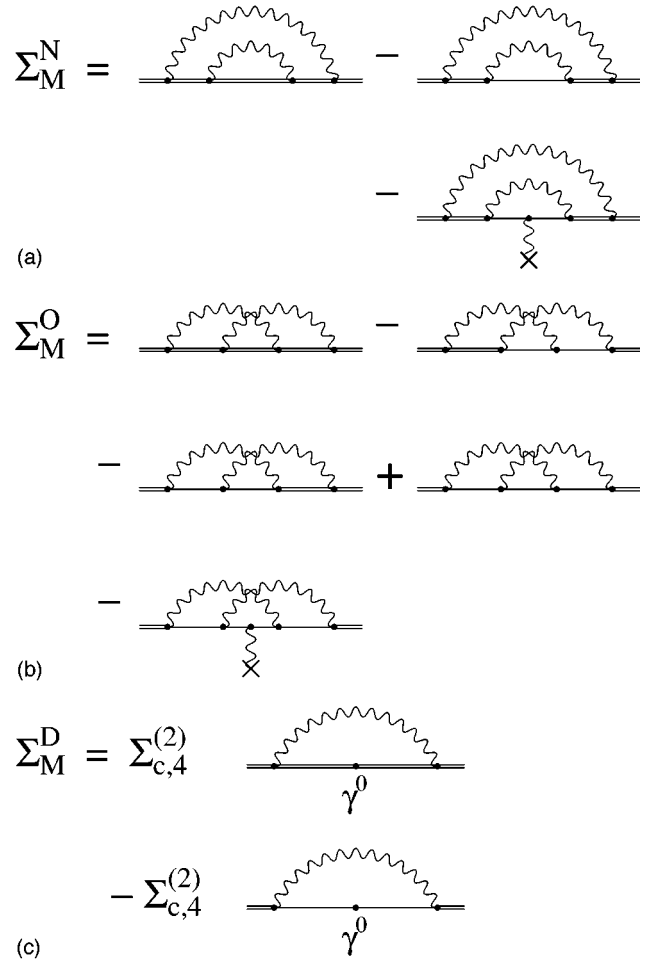 Σ_M^N = −
−
(a)
Σ_M^O = −
− +
−
(b)
Σ_M^D = Σ_{c,4}^{(2)}
γ^0
− Σ_{c,4}^{(2)}
γ^0
(c)